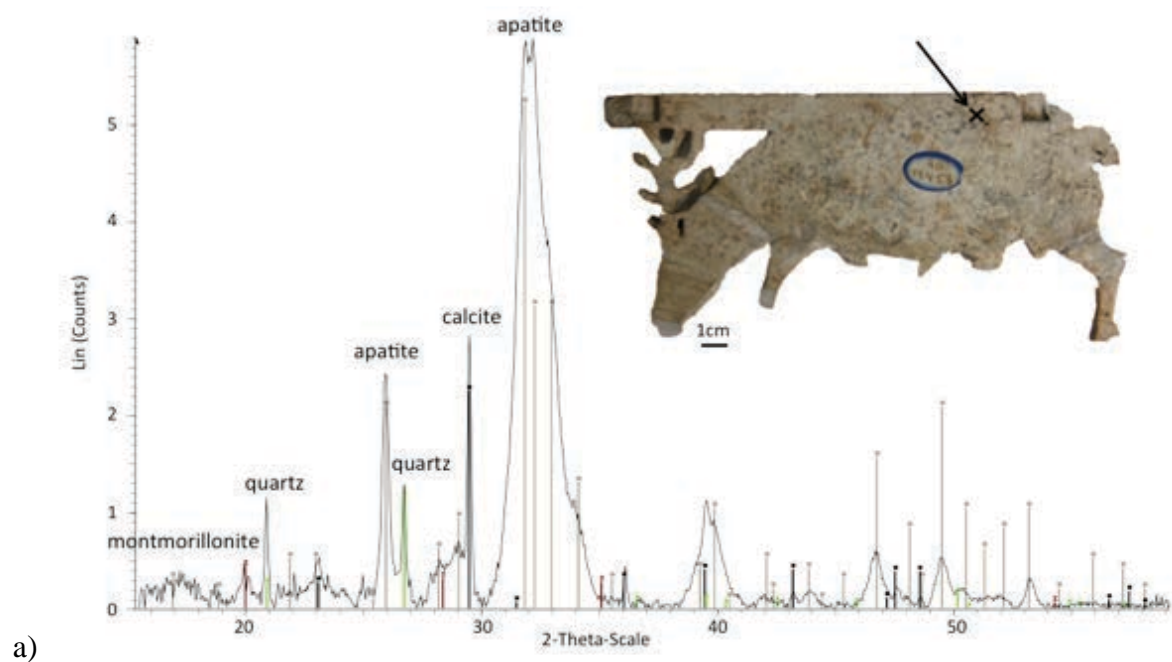 apatite
5
4
Lin (Counts)
calcite
3
apatite
1cm
2
quartz
quartz
1
montmorillonite
0
20
30
40
50
2-Theta-Scale
a)